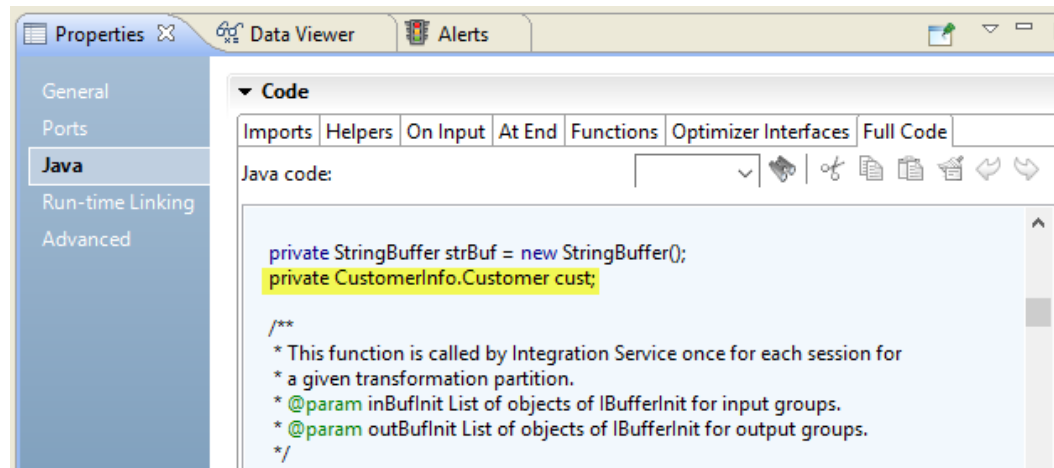 Properties Data Viewer Alerts
General
Ports
Java
Run-time Linking
Advanced
Code
Imports Helpers On Input At End Functions Optimizer Interfaces Full Code
Java code:
private StringBuffer strBuf = new StringBuffer();
private CustomerInfo.Customer cust;
/**
* This function is called by Integration Service once for each session for
* a given transformation partition.
* @param inBufInit List of objects of IBufferInit for input groups.
* @param outBufInit List of objects of IBufferInit for output groups.
*/